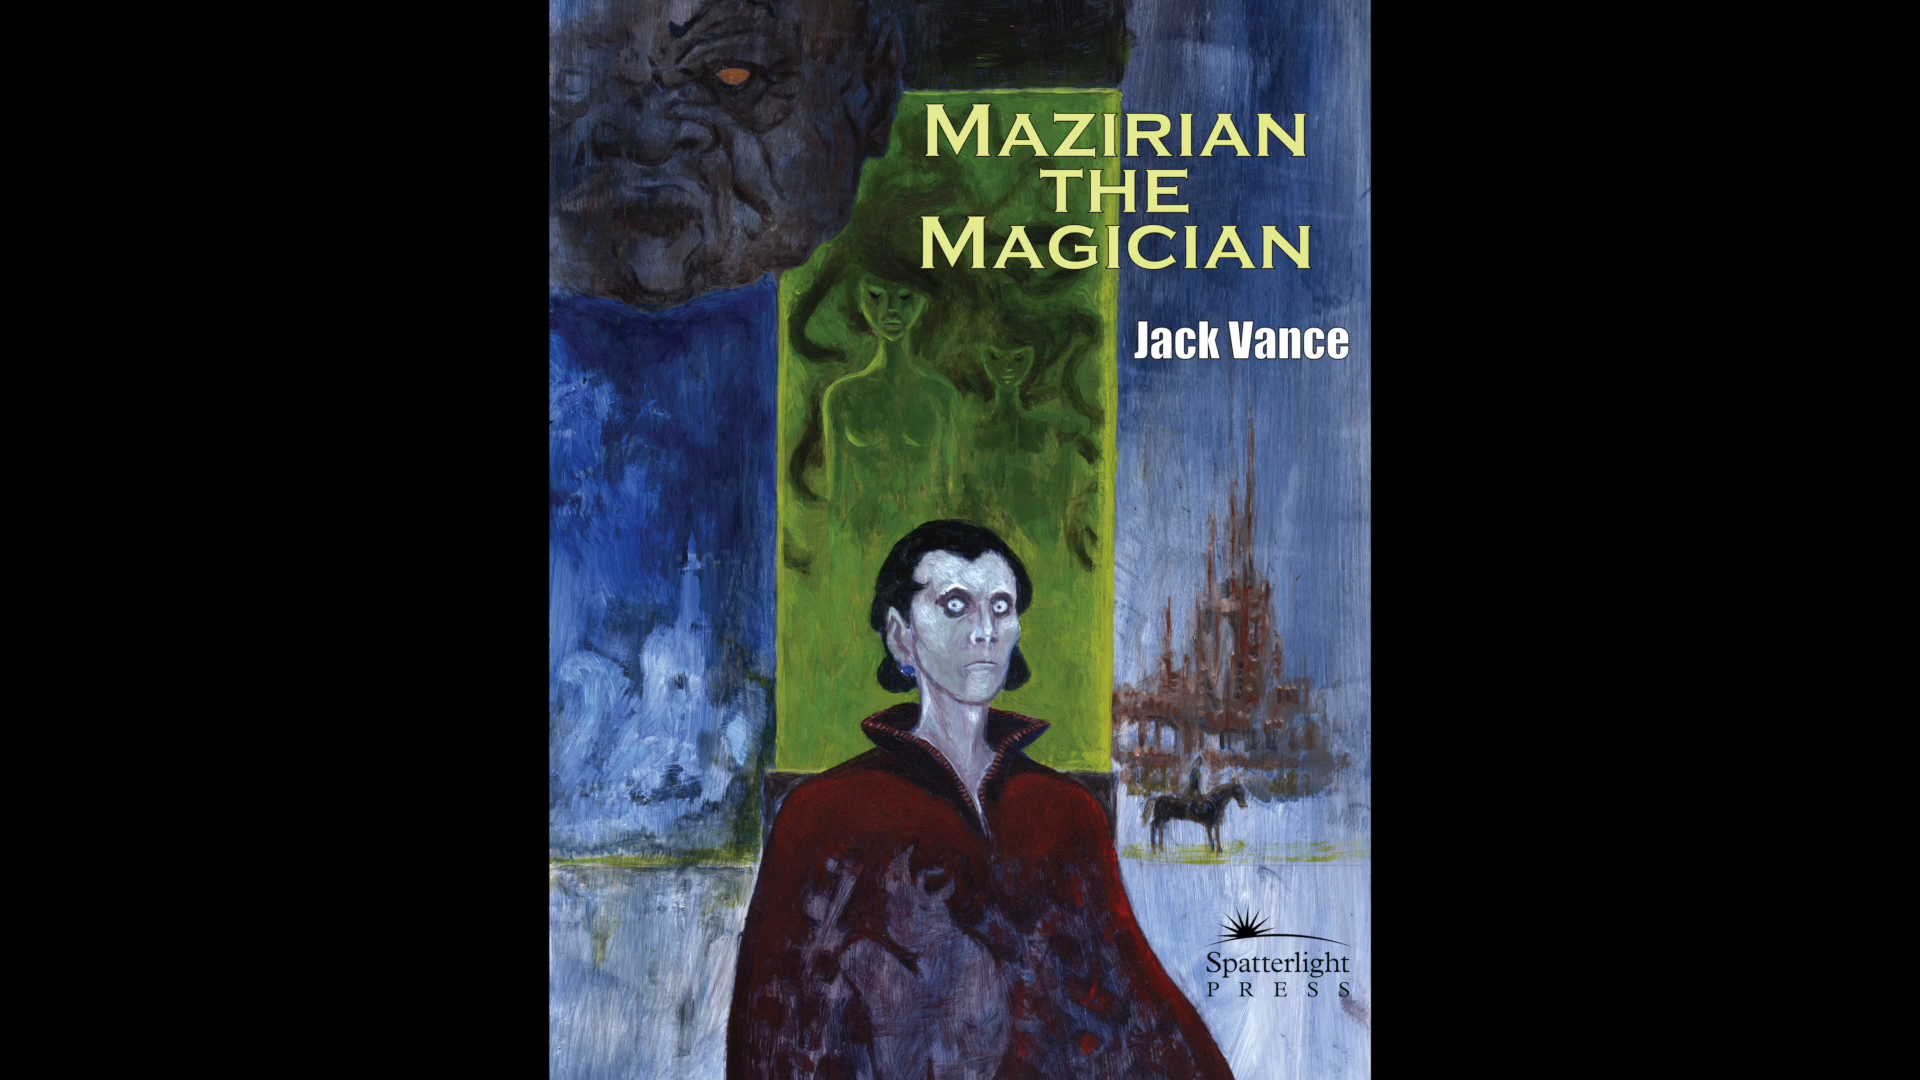 MAZIRIAN
THE
MAGICIAN
Jack Vance
Spatterlight
PRESS